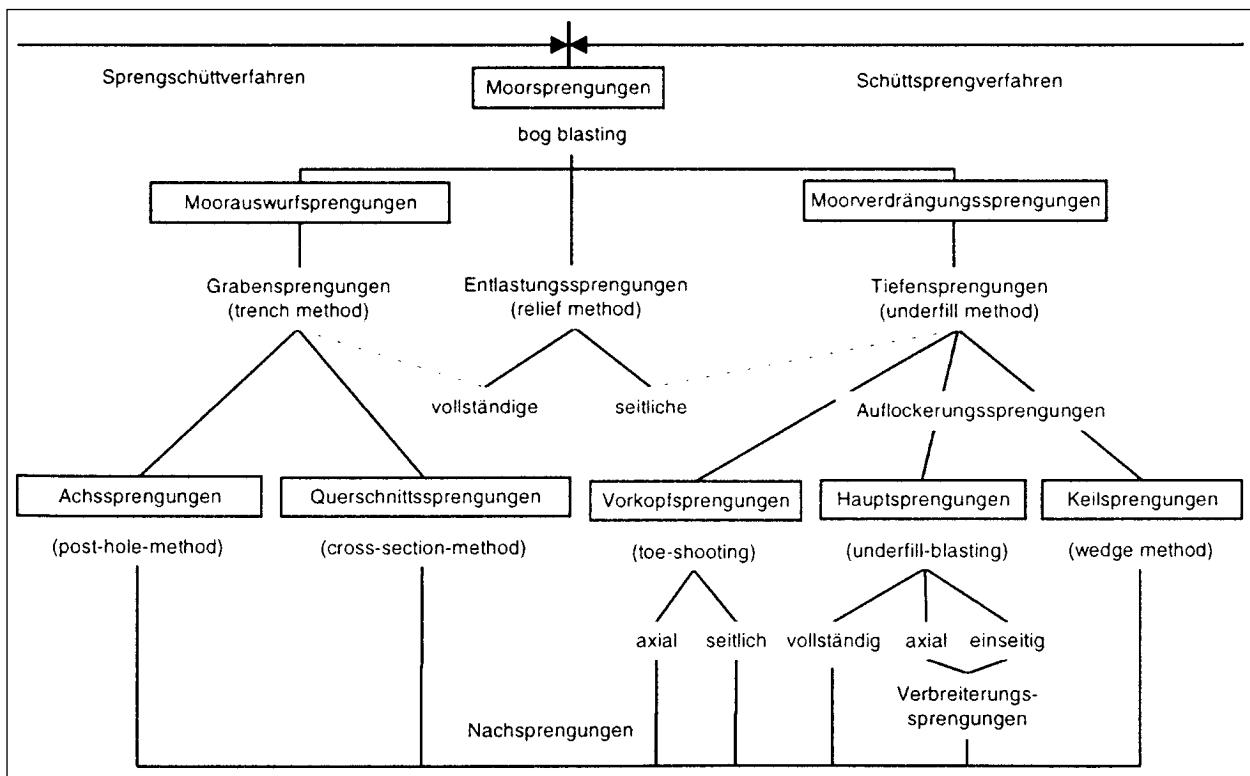 Sprengschüttverfahren
Schüttsprengverfahren
Moorsprengungen
bog blasting
Moorauswurfsprengungen
Moorverdrängungssprengungen
Grabensprengungen
(trench method)
Entlastungssprengungen
(relief method)
Tiefensprengungen
(underfill method)
vollständige
seitliche
Auflockerungssprengungen
Achssprengungen
Querschnittssprengungen
Vorkopfsprengungen
Hauptsprengungen
Keilsprengungen
(post-hole-method)
(cross-section-method)
(toe-shooting)
(underfill-blasting)
(wedge method)
axial
seitlich
vollständig
axial
einseitig
Verbreiterungs-
sprengungen
Nachsprengungen